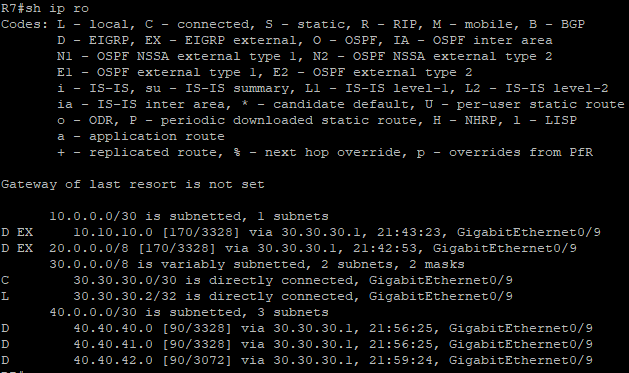 R7#sh ip ro
Codes: L - local, C - connected, S - static, R - RIP, M - mobile, B - BGP
       D - EIGRP, EX - EIGRP external, O - OSPF, IA - OSPF inter area
       N1 - OSPF NSSA external type 1, N2 - OSPF NSSA external type 2
       E1 - OSPF external type 1, E2 - OSPF external type 2
       i - IS-IS, su - IS-IS summary, L1 - IS-IS level-1, L2 - IS-IS level-2
       ia - IS-IS inter area, * - candidate default, U - per-user static route
       o - ODR, P - periodic downloaded static route, H - NHRP, l - LISP
       a - application route
       + - replicated route, % - next hop override, p - overrides from PfR
Gateway of last resort is not set
      10.0.0.0/30 is subnetted, 1 subnets
D EX     10.10.10.0 [170/3328] via 30.30.30.1, 21:43:23, GigabitEthernet0/9
D EX  20.0.0.0/8 [170/3328] via 30.30.30.1, 21:42:53, GigabitEthernet0/9
      30.0.0.0/8 is variably subnetted, 2 subnets, 2 masks
C        30.30.30.0/30 is directly connected, GigabitEthernet0/9
L        30.30.30.2/32 is directly connected, GigabitEthernet0/9
      40.0.0.0/30 is subnetted, 3 subnets
D        40.40.40.0 [90/3328] via 30.30.30.1, 21:56:25, GigabitEthernet0/9
D        40.40.41.0 [90/3328] via 30.30.30.1, 21:56:25, GigabitEthernet0/9
D        40.40.42.0 [90/3072] via 30.30.30.1, 21:59:24, GigabitEthernet0/9